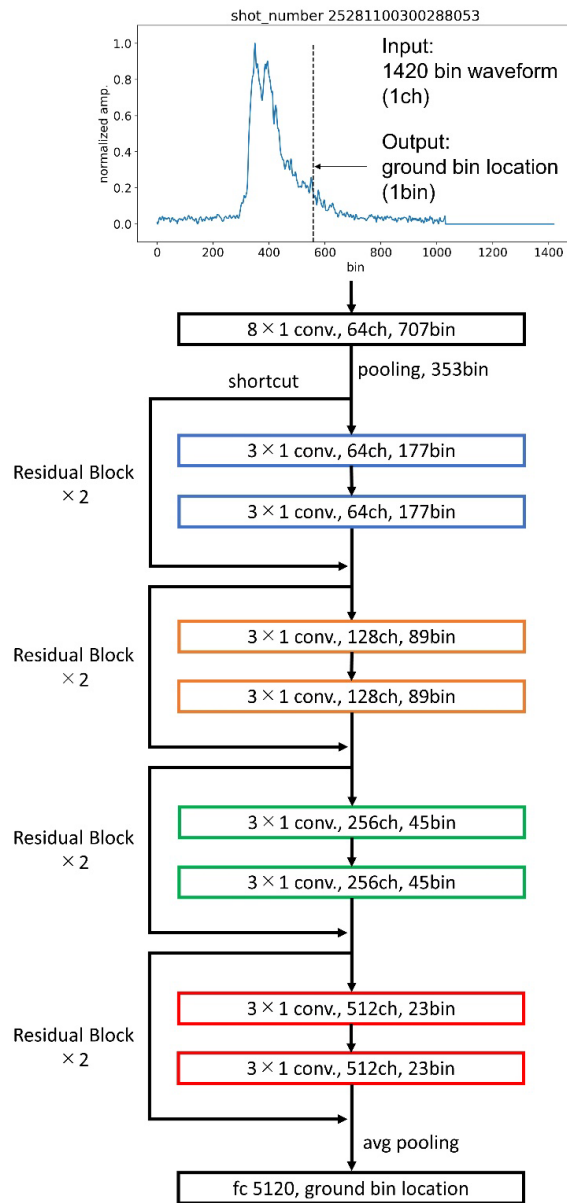 shot_number 25281100300288053
normalized amp.
1.0
0.8
0.6
0.4
0.2
0.0
Input:
1420 bin waveform
(1ch)
Output:
ground bin location
(1bin)
0
200
400
600
800
1000
1200
1400
bin
8×1 conv., 64ch, 707bin
pooling, 353bin
shortcut
Residual Block
×2
3×1 conv., 64ch, 177bin
3×1 conv., 64ch, 177bin
Residual Block
×2
3×1 conv., 128ch, 89bin
3×1 conv., 128ch, 89bin
Residual Block
×2
3×1 conv., 256ch, 45bin
3×1 conv., 256ch, 45bin
Residual Block
×2
3×1 conv., 512ch, 23bin
3×1 conv., 512ch, 23bin
avg pooling
fc 5120, ground bin location